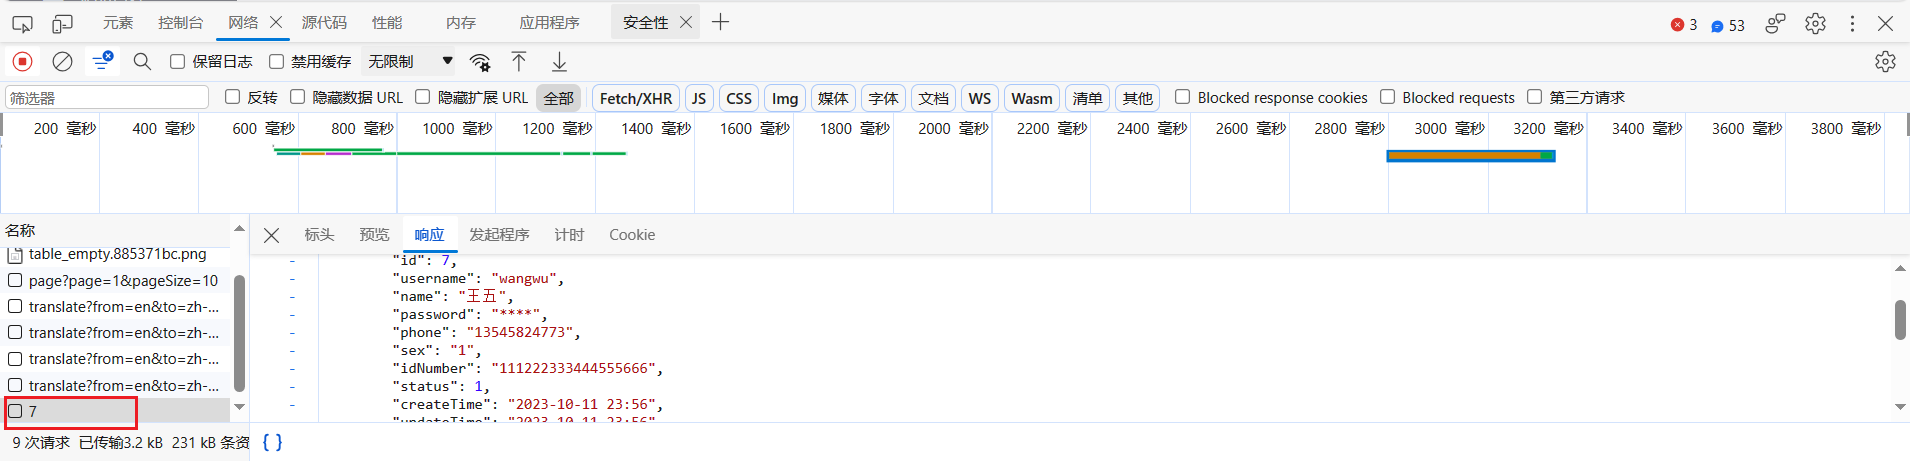 元素 控制台 网络 源代码 性能 内存 应用程序 安全性 3 53
保留日志 禁用缓存 无限制
筛选器 反转 隐藏数据 URL 隐藏扩展 URL 全部 Fetch/XHR JS CSS Img 媒体 字体 文档 WS Wasm 清单 其他 Blocked response cookies Blocked requests 第三方请求
200 毫秒 400 毫秒 600 毫秒 800 毫秒 1000 毫秒 1200 毫秒 1400 毫秒 1600 毫秒 1800 毫秒 2000 毫秒 2200 毫秒 2400 毫秒 2600 毫秒 2800 毫秒 3000 毫秒 3200 毫秒 3400 毫秒 3600 毫秒 3800 毫秒
名称
table_empty.885371bc.png
page?page=1&pageSize=10
translate?from=en&to=zh-...
translate?from=en&to=zh-...
translate?from=en&to=zh-...
translate?from=en&to=zh-...
7
9 次请求 已传输3.2 kB 231 kB 条资
标头 预览 响应 发起程序 计时 Cookie
"id": 7,
"username": "wangwu",
"name": "王五",
"password": "****",
"phone": "13545824773",
"sex": "1",
"idNumber": "111222333444555666",
"status": 1,
"createTime": "2023-10-11 23:56",
"updateTime": "2023-10-11 23:56"
{ }